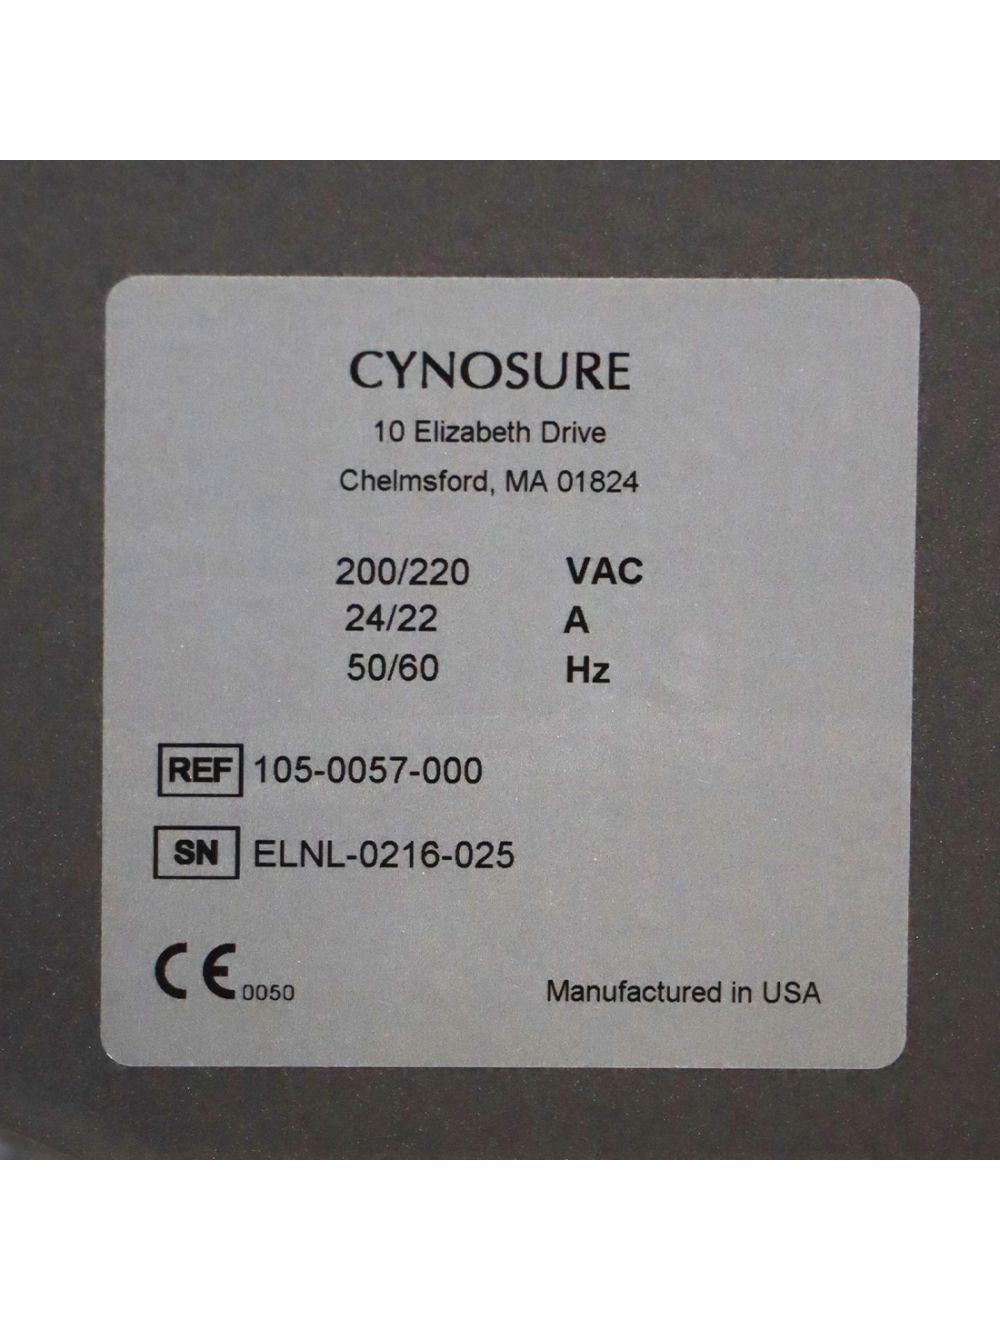 CYNOSURE
10 Elizabeth Drive
Chelmsford, MA 01824
200/220 VAC
24/22 A
50/60 Hz
REF 105-0057-000
SN ELNL-0216-025
CE 0050 Manufactured in USA